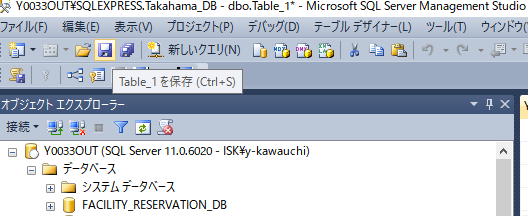 Y0033OUT¥SQLEXPRESS.Takahama_DB - dbo.Table_1* - Microsoft SQL Server Management Studio
ファイル(F) 編集(E) 表示(V) プロジェクト(P) デバッグ(D) テーブル デザイナー(L) ツール(T) ウィンドウ
新しいクエリ(N)
Table_1 を保存 (Ctrl+S)
オブジェクト エクスプローラー
接続
Y0033OUT (SQL Server 11.0.6020 - ISK¥y-kawauchi)
データベース
システム データベース
FACILITY_RESERVATION_DB